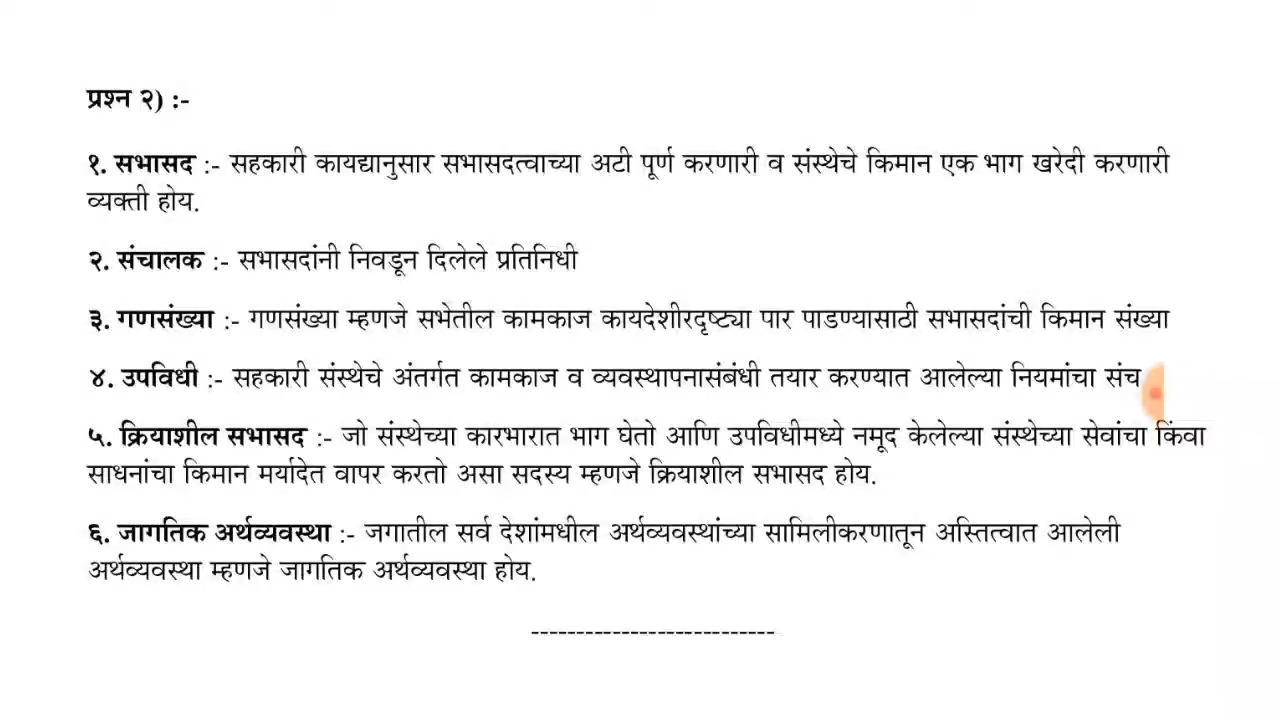 प्रश्न २) :-
१. सभासद :- सहकारी कायद्यानुसार सभासदत्वाच्या अटी पूर्ण करणारी व संस्थेचे किमान एक भाग खरेदी करणारी
व्यक्ती होय.
२. संचालक :- सभासदांनी निवडून दिलेले प्रतिनिधी
३. गणसंख्या :- गणसंख्या म्हणजे सभेतील कामकाज कायदेशीरदृष्ट्या पार पाडण्यासाठी सभासदांची किमान संख्या
४. उपविधी :- सहकारी संस्थेचे अंतर्गत कामकाज व व्यवस्थापनासंबंधी तयार करण्यात आलेल्या नियमांचा संच
५. क्रियाशील सभासद :- जो संस्थेच्या कारभारात भाग घेतो आणि उपविधीमध्ये नमूद केलेल्या संस्थेच्या सेवांचा किंवा
साधनांचा किमान मर्यादेत वापर करतो असा सदस्य म्हणजे क्रियाशील सभासद होय.
६. जागतिक अर्थव्यवस्था :- जगातील सर्व देशांमधील अर्थव्यवस्थांच्या सामिलीकरणातून अस्तित्वात आलेली
अर्थव्यवस्था म्हणजे जागतिक अर्थव्यवस्था होय.
---------------------------